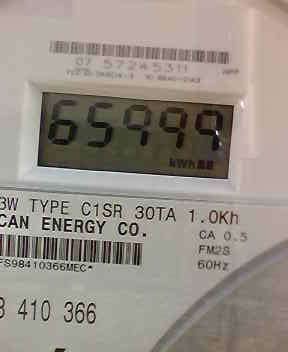 07 57245311
65999
kWh
3W TYPE C1SR 30TA 1.0Kh
CAN ENERGY CO.
CA 0.5
FM2S
60Hz
FS98410366MEC*
3 410 366